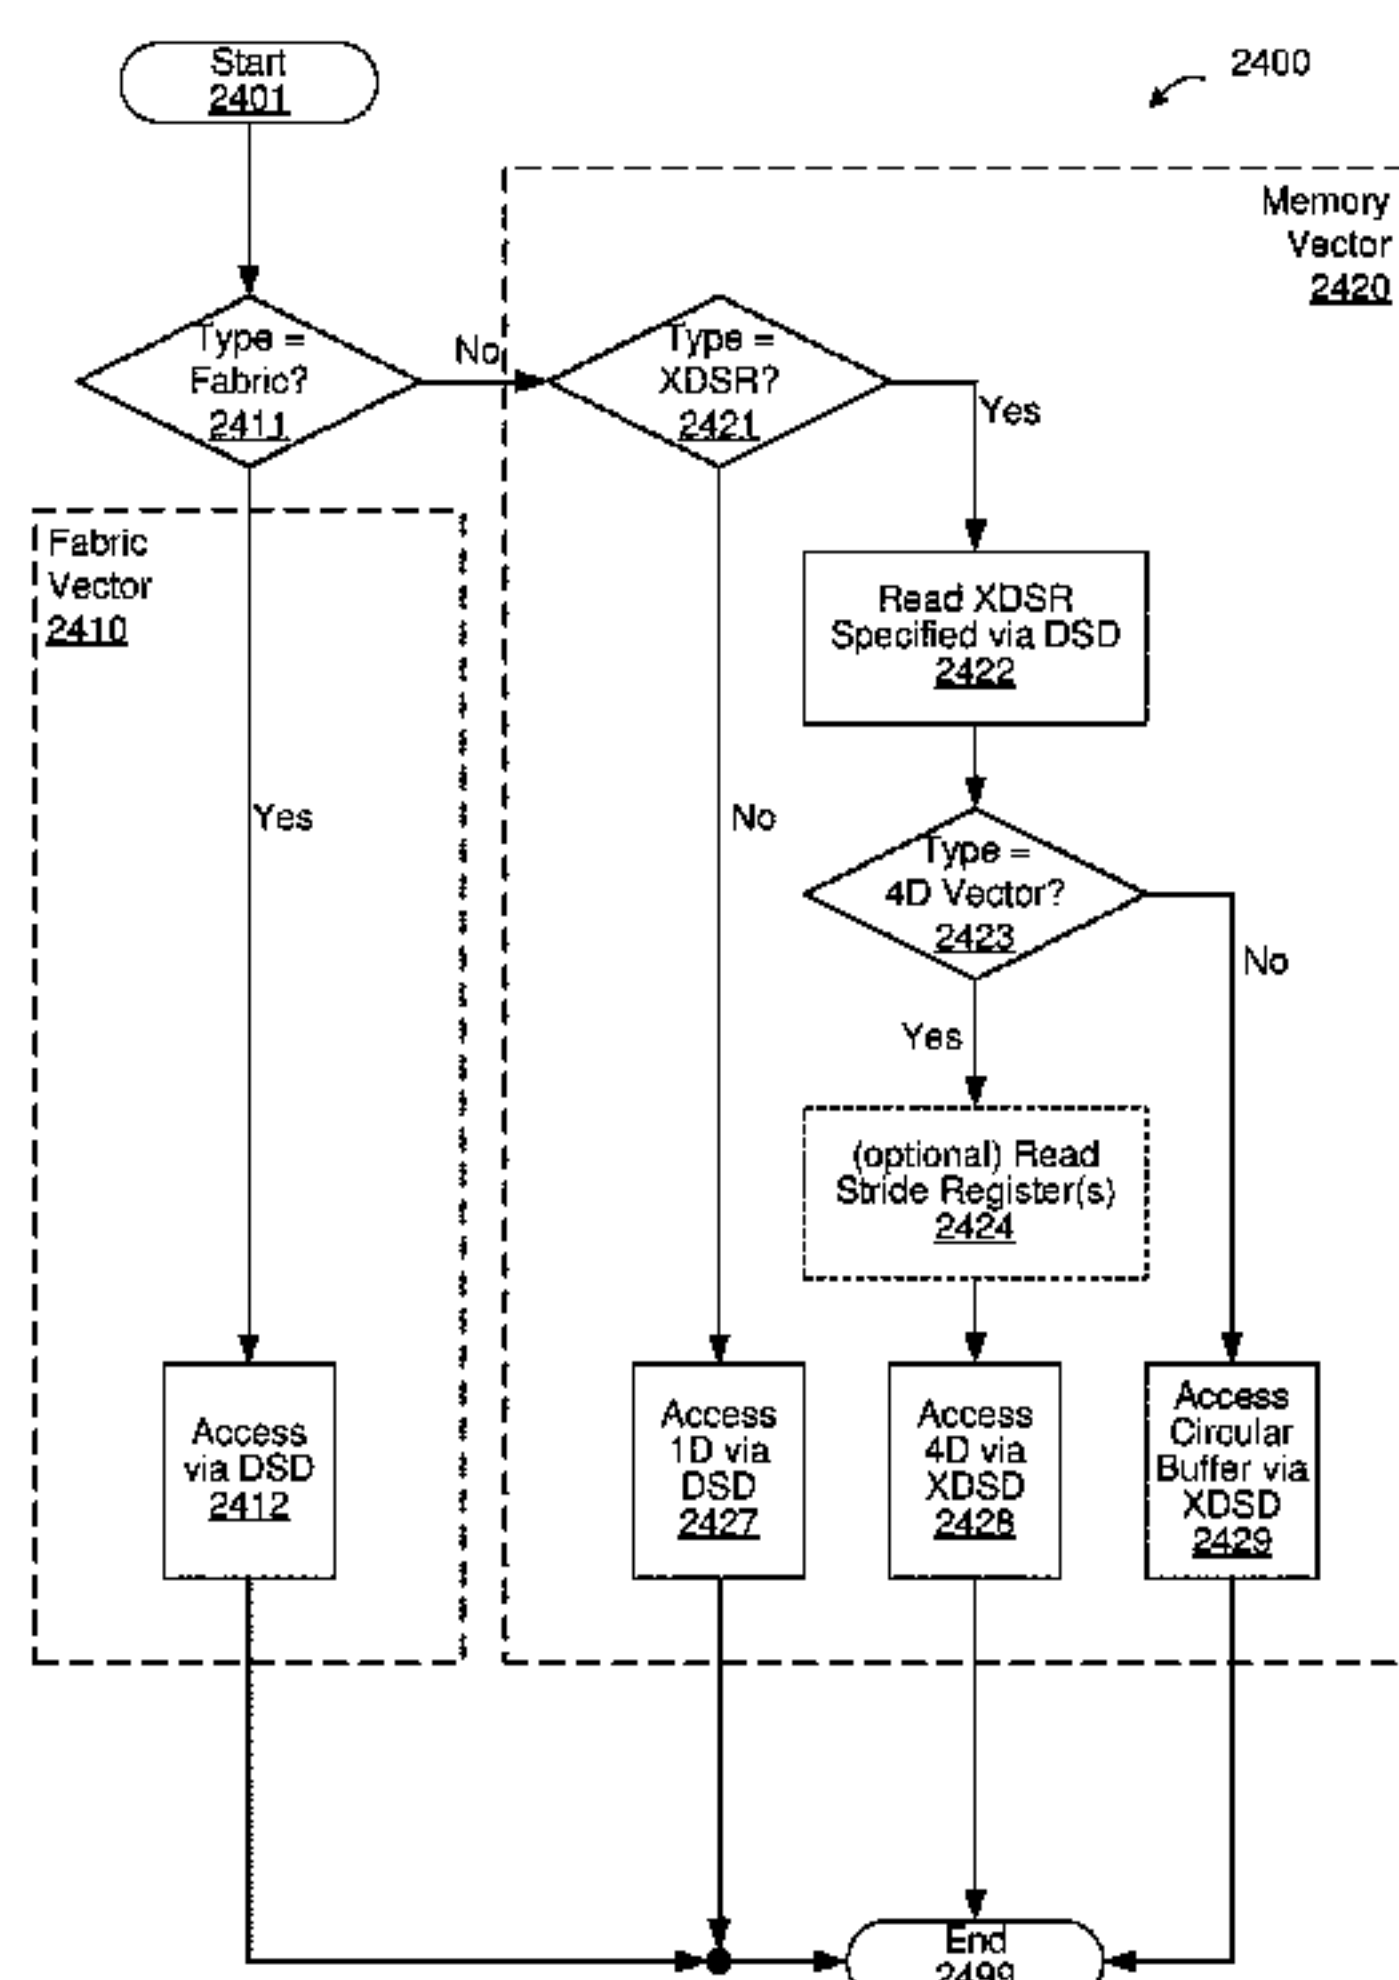 Start
2401
2400
Memory
Vector
2420
Type =
Fabric?
2411
No
Type =
XDSR?
2421
Yes
Fabric
Vector
2410
Read XDSR
Specified via DSD
2422
Yes
No
Type =
4D Vector?
2423
No
Yes
(optional) Read
Stride Register(s)
2424
Access
via DSD
2412
Access
1D via
DSD
2427
Access
4D via
XDSD
2428
Access
Circular
Buffer via
XDSD
2429
End
2499